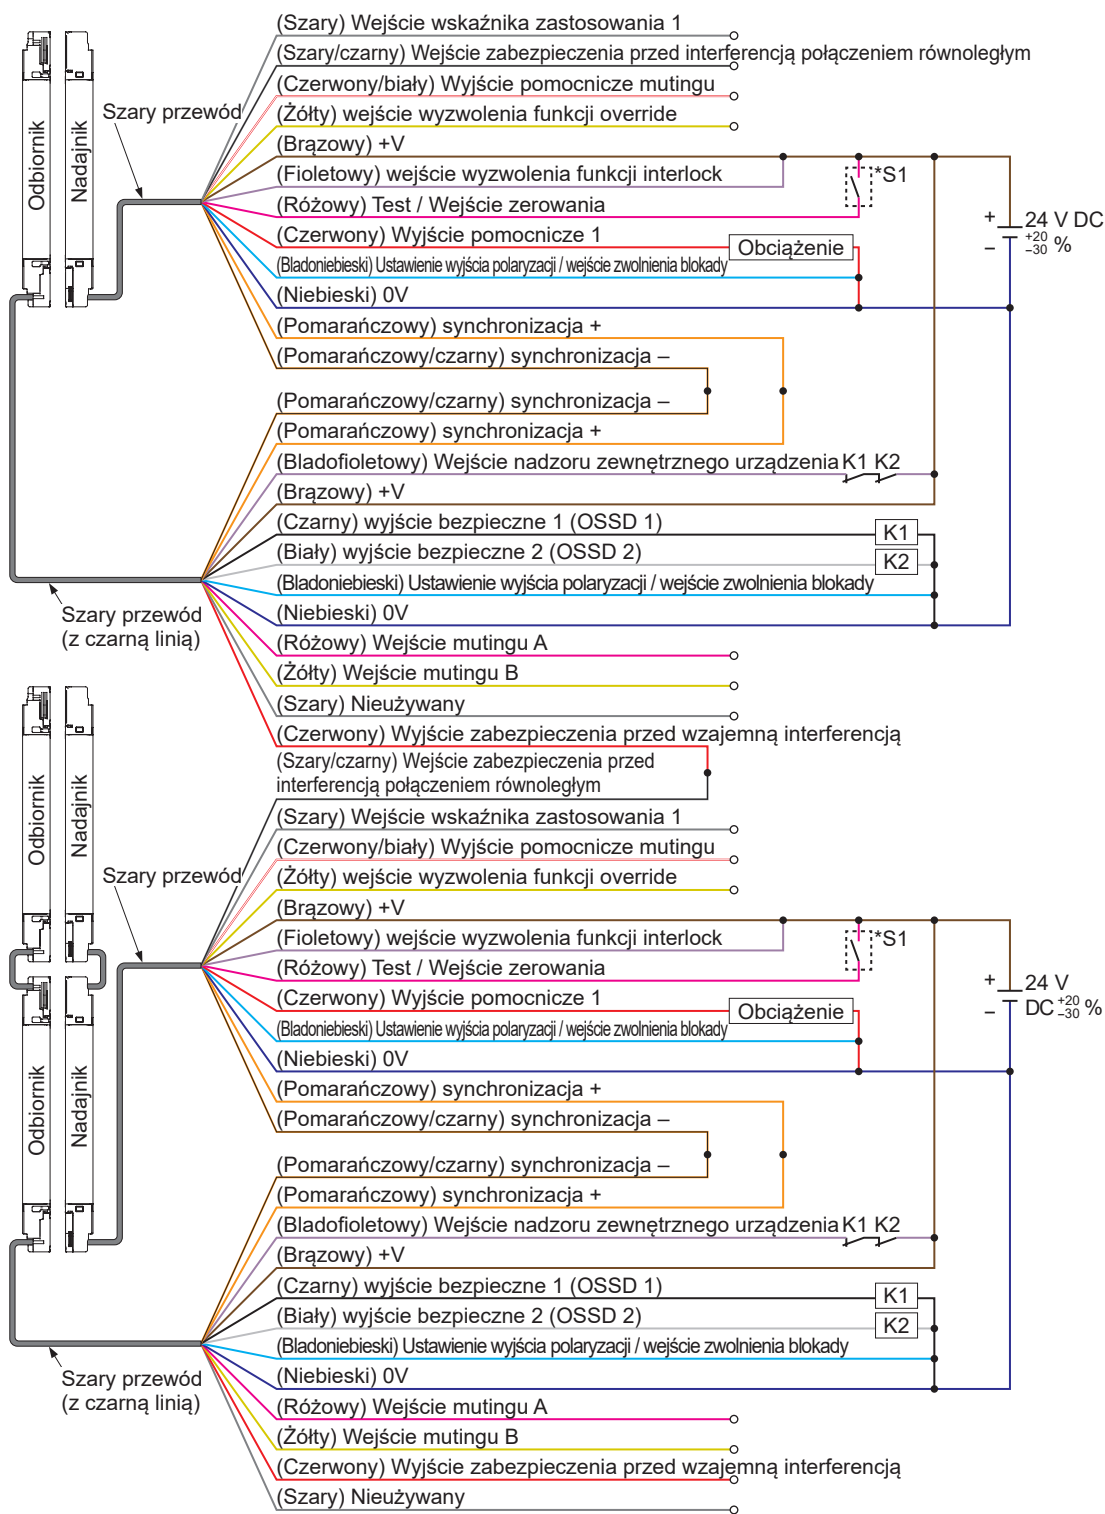 (Szary) Wejście wskaźnika zastosowania 1
(Szary/czarny) Wejście zabezpieczenia przed interferencją połączeniem równoległym
(Czerwony/biały) Wyjście pomocnicze mutingu
Szary przewód
(Żółty) wejście wyzwolenia funkcji override
Odbiornik
Nadajnik
(Brązowy) +V
(Fioletowy) wejście wyzwolenia funkcji interlock
*S1
(Różowy) Test / Wejście zerowania
+
24 V DC
–
+20
–30 %
(Czerwony) Wyjście pomocnicze 1
Obciążenie
(Bladoniebieski) Ustawienie wyjścia polaryzacji / wejście zwolnienia blokady
(Niebieski) 0V
(Pomarańczowy) synchronizacja +
(Pomarańczowy/czarny) synchronizacja –
(Pomarańczowy/czarny) synchronizacja –
(Pomarańczowy) synchronizacja +
(Bladofioletowy) Wejście nadzoru zewnętrznego urządzenia K1 K2
(Brązowy) +V
(Czarny) wyjście bezpieczne 1 (OSSD 1)
K1
(Biały) wyjście bezpieczne 2 (OSSD 2)
K2
(Bladoniebieski) Ustawienie wyjścia polaryzacji / wejście zwolnienia blokady
(Niebieski) 0V
Szary przewód
(z czarną linią)
(Różowy) Wejście mutingu A
(Żółty) Wejście mutingu B
(Szary) Nieużywany
(Czerwony) Wyjście zabezpieczenia przed wzajemną interferencją
(Szary/czarny) Wejście zabezpieczenia przed
interferencją połączeniem równoległym
Odbiornik
Nadajnik
(Szary) Wejście wskaźnika zastosowania 1
(Czerwony/biały) Wyjście pomocnicze mutingu
Szary przewód
(Żółty) wejście wyzwolenia funkcji override
(Brązowy) +V
(Fioletowy) wejście wyzwolenia funkcji interlock
*S1
(Różowy) Test / Wejście zerowania
+
24 V
–
DC +20
–30 %
(Czerwony) Wyjście pomocnicze 1
Obciążenie
(Bladoniebieski) Ustawienie wyjścia polaryzacji / wejście zwolnienia blokady
(Niebieski) 0V
Odbiornik
Nadajnik
(Pomarańczowy) synchronizacja +
(Pomarańczowy/czarny) synchronizacja –
(Pomarańczowy/czarny) synchronizacja –
(Pomarańczowy) synchronizacja +
(Bladofioletowy) Wejście nadzoru zewnętrznego urządzenia K1 K2
(Brązowy) +V
(Czarny) wyjście bezpieczne 1 (OSSD 1)
K1
(Biały) wyjście bezpieczne 2 (OSSD 2)
K2
(Bladoniebieski) Ustawienie wyjścia polaryzacji / wejście zwolnienia blokady
(Niebieski) 0V
Szary przewód
(z czarną linią)
(Różowy) Wejście mutingu A
(Żółty) Wejście mutingu B
(Czerwony) Wyjście zabezpieczenia przed wzajemną interferencją
(Szary) Nieużywany